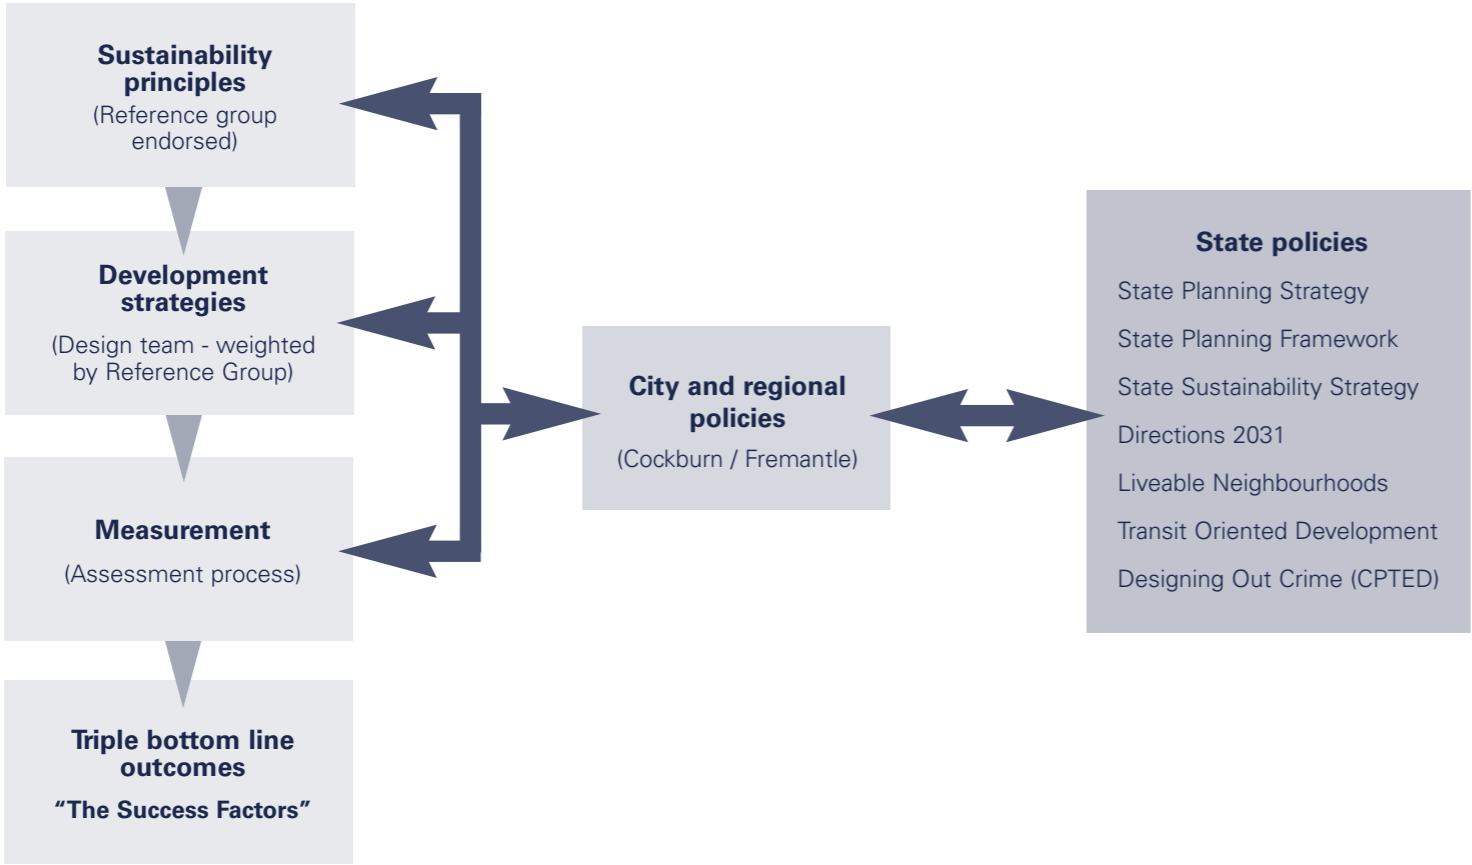 Sustainability
principles
(Reference group
endorsed)
Development
strategies
(Design team - weighted
by Reference Group)
Measurement
(Assessment process)
Triple bottom line
outcomes
“The Success Factors”
City and regional
policies
(Cockburn / Fremantle)
State policies
State Planning Strategy
State Planning Framework
State Sustainability Strategy
Directions 2031
Liveable Neighbourhoods
Transit Oriented Development
Designing Out Crime (CPTED)